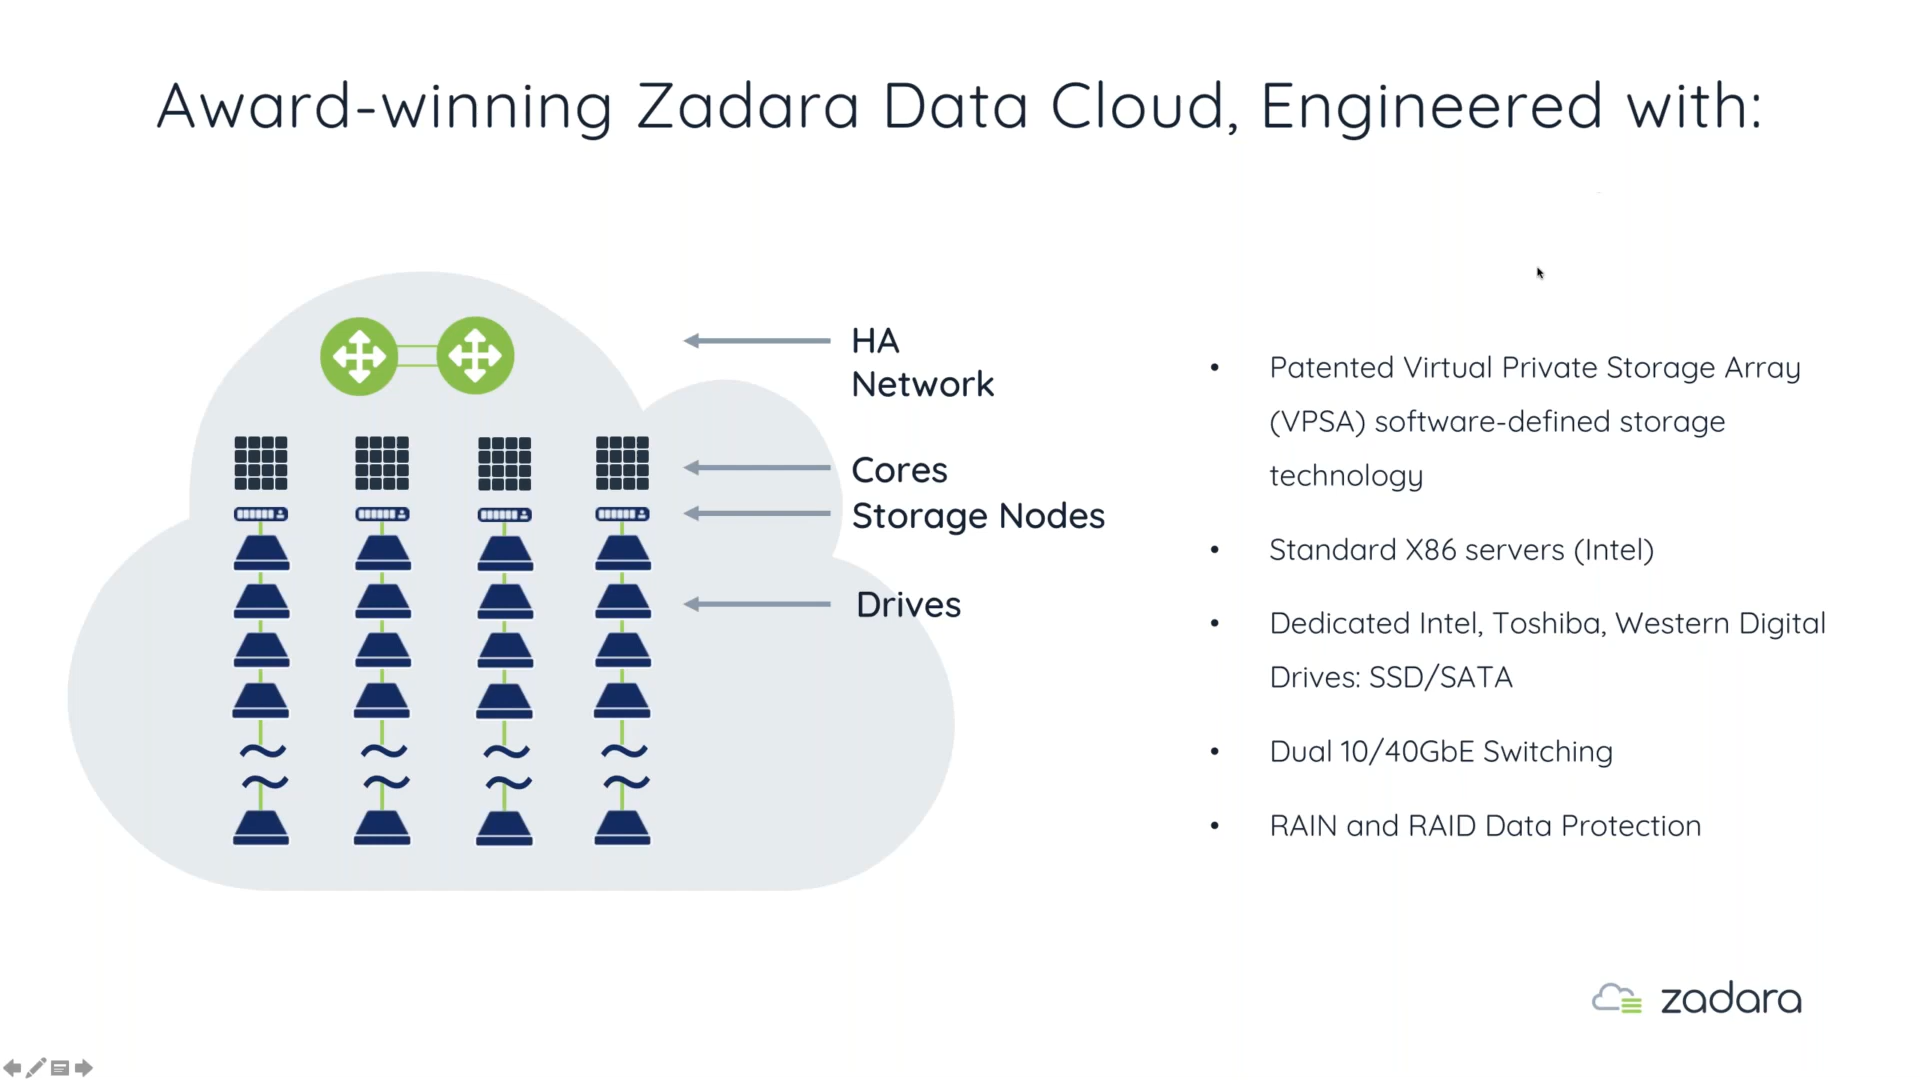 Award-winning Zadara Data Cloud, Engineered with:
HA
Network
Cores
Storage Nodes
Drives
• Patented Virtual Private Storage Array
(VPSA) software-defined storage
technology
• Standard X86 servers (Intel)
• Dedicated Intel, Toshiba, Western Digital
Drives: SSD/SATA
• Dual 10/40GbE Switching
• RAIN and RAID Data Protection
zadara